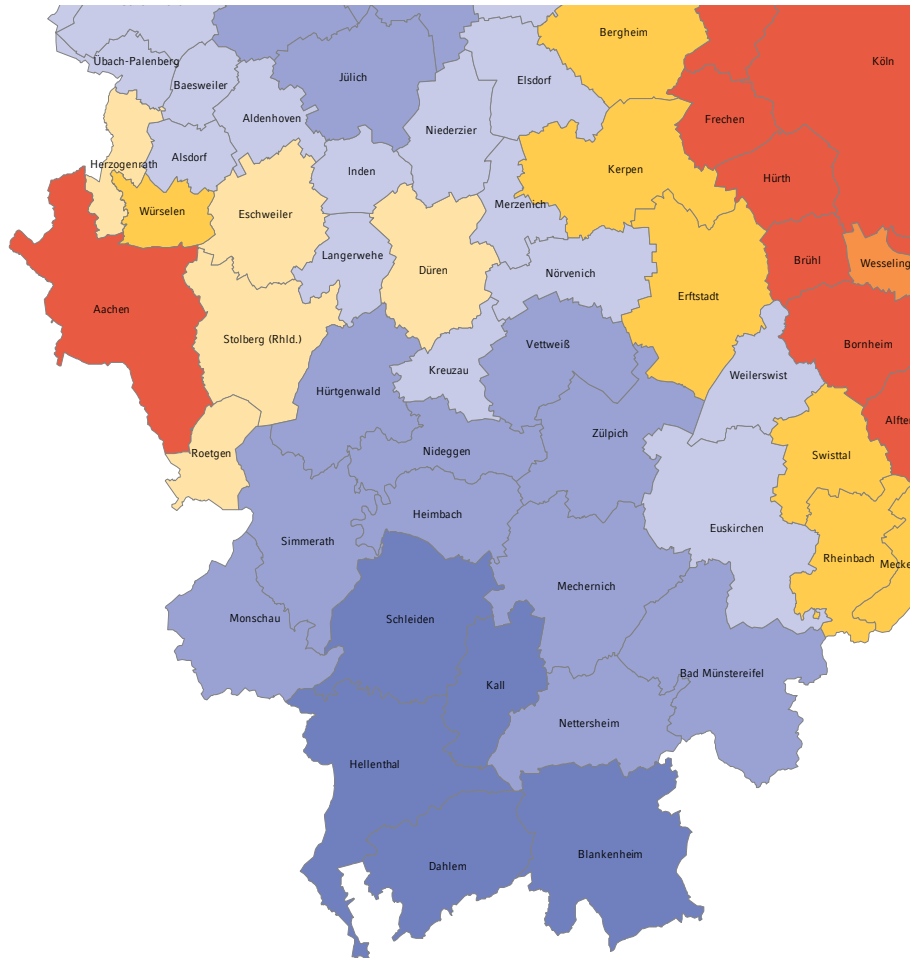 Bergheim
Köln
Übach-Palenberg
Jülich
Baesweiler
Elsdorf
Aldenhoven
Frechen
Niederzier
Alsdorf
Herzogenrath
Inden
Kerpen
Hürth
Würselen
Eschweiler
Merzenich
Langerwehe
Düren
Nörvenich
Brühl
Wesseling
Erftstadt
Aachen
Stolberg (Rhld.)
Vettweiß
Bornheim
Kreuzau
Weilerswist
Hürtgenwald
Alfter
Zülpich
Roetgen
Nideggen
Swisttal
Heimbach
Euskirchen
Simmerath
Rheinbach
Mecke
Mechernich
Monschau
Schleiden
Bad Münstereifel
Kall
Nettersheim
Hellenthal
Blankenheim
Dahlem